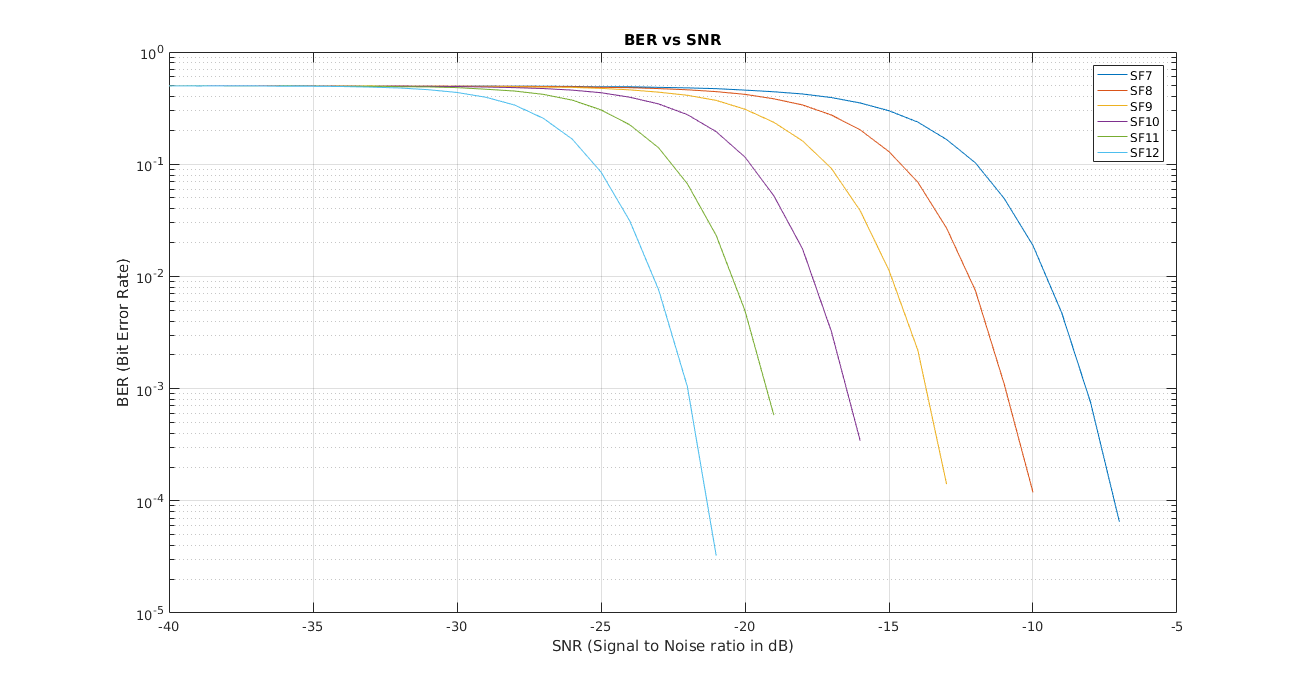 BER vs SNR
10^0
10^-1
10^-2
10^-3
10^-4
10^-5
BER (Bit Error Rate)
SF7
SF8
SF9
SF10
SF11
SF12
-40 -35 -30 -25 -20 -15 -10 -5
SNR (Signal to Noise ratio in dB)